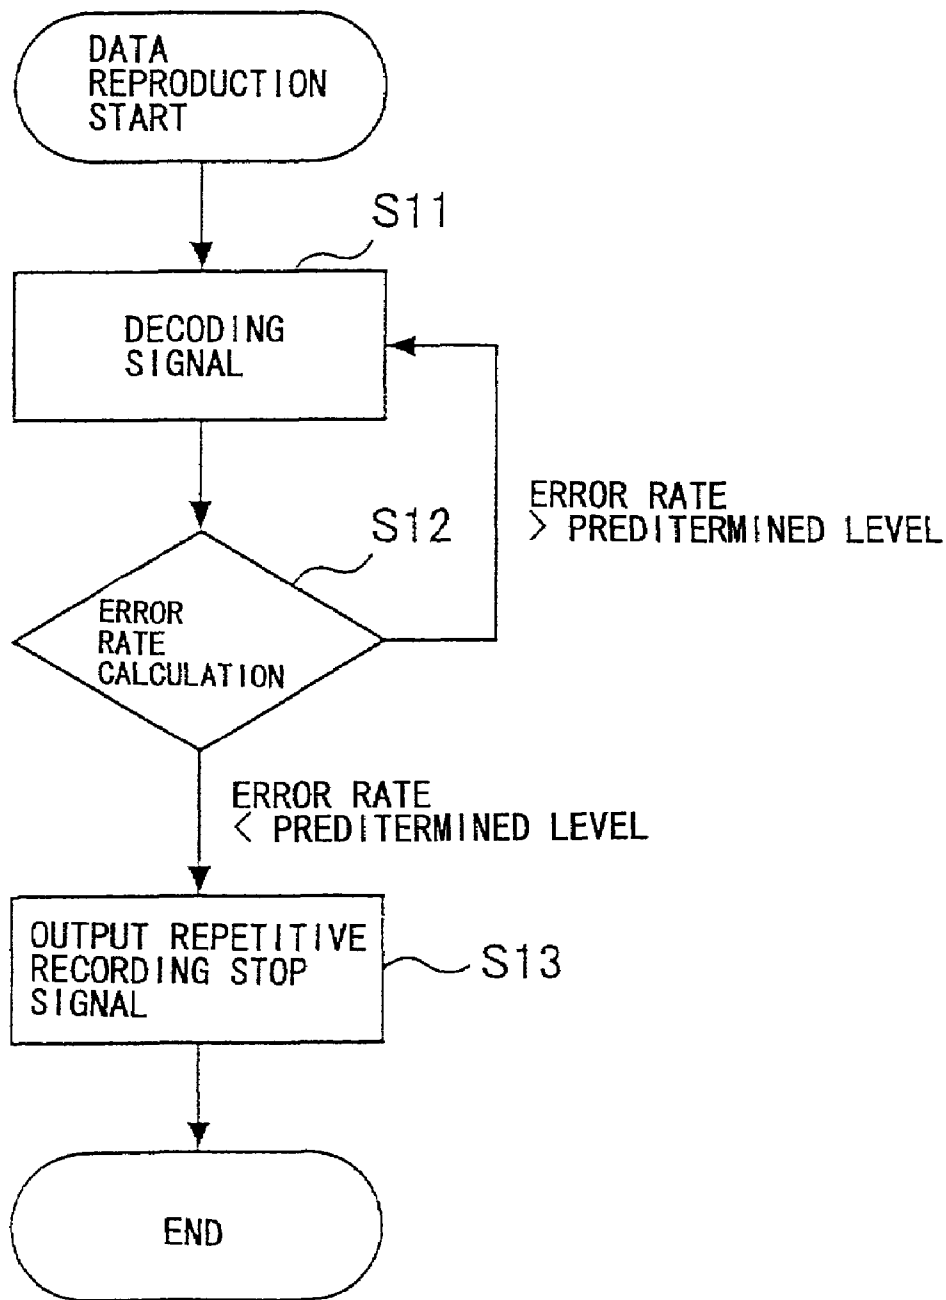 DATA
REPRODUCTION
START
S11
DECODING
SIGNAL
ERROR RATE
> PREDITERMINED LEVEL
S12
ERROR
RATE
CALCULATION
ERROR RATE
< PREDITERMINED LEVEL
OUTPUT REPETITIVE
RECORDING STOP
SIGNAL
S13
END